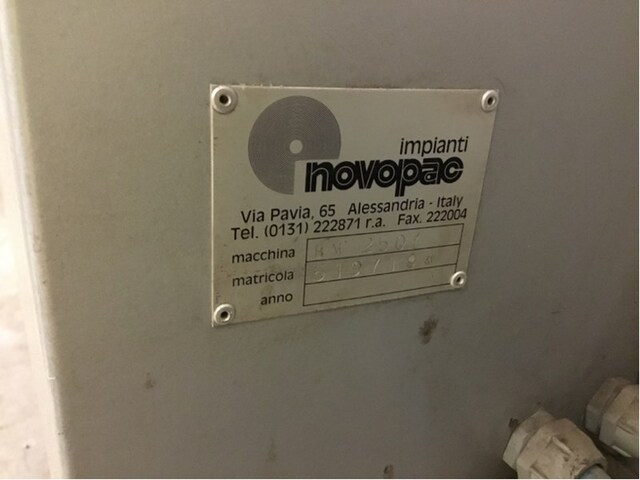 impianti
novopac
Via Pavia, 65 Alessandria - Italy
Tel. (0131) 222871 r.a. Fax. 222004
macchina
matricola
anno